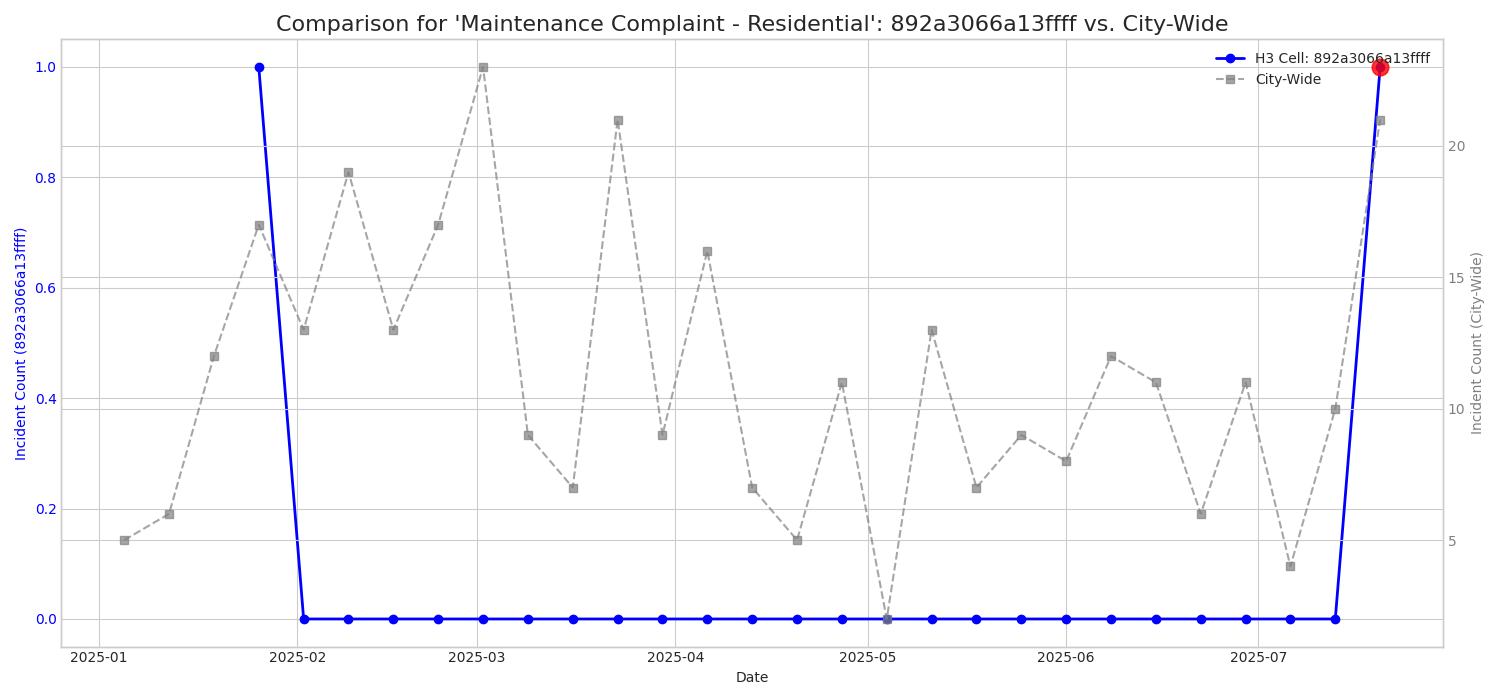 Comparison for 'Maintenance Complaint - Residential': 892a3066a13ffff vs. City-Wide
H3 Cell: 892a3066a13ffff
City-Wide
Incident Count (892a3066a13ffff)
1.0
0.8
0.6
0.4
0.2
0.0
20
15
10
5
Incident Count (City-Wide)
2025-01 2025-02 2025-03 2025-04 2025-05 2025-06 2025-07
Date